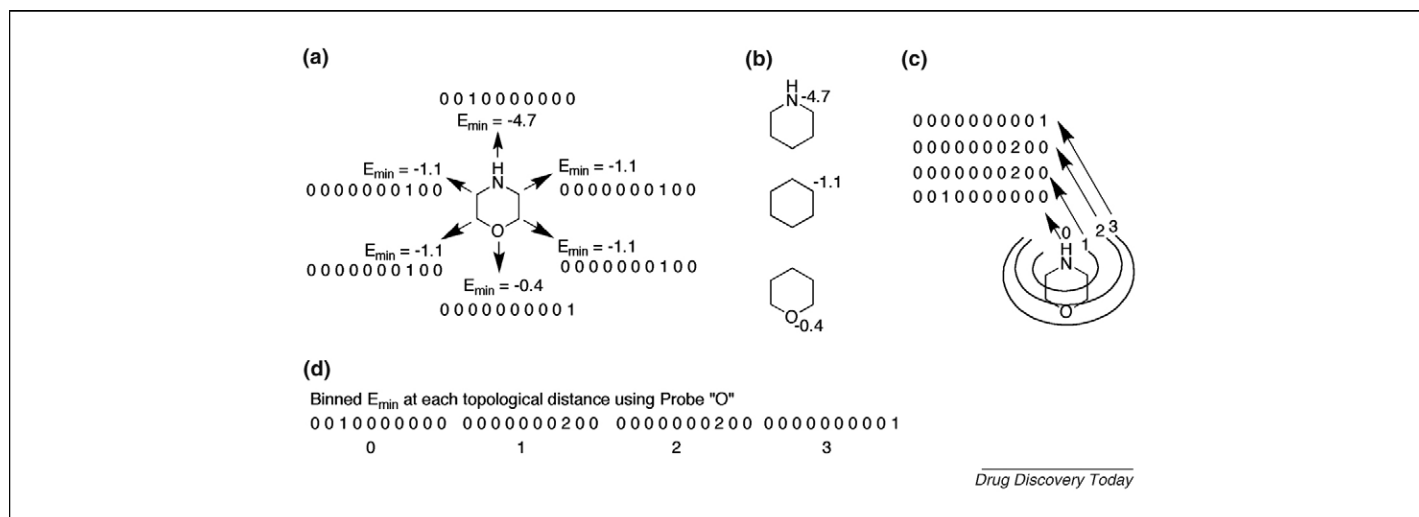 (a)
0 0 1 0 0 0 0 0 0 0
Emin = -4.7
H
N
Emin = -1.1
0 0 0 0 0 0 0 1 0 0
Emin = -1.1
0 0 0 0 0 0 0 1 0 0
O
Emin = -1.1
0 0 0 0 0 0 0 1 0 0
Emin = -1.1
0 0 0 0 0 0 0 1 0 0
Emin = -0.4
0 0 0 0 0 0 0 0 0 1
(b)
H
N -4.7
-1.1
O -0.4
(c)
0 0 0 0 0 0 0 0 0 1
0 0 0 0 0 0 0 2 0 0
0 0 0 0 0 0 0 2 0 0
0 0 1 0 0 0 0 0 0 0
0 1 2 3
H
N
O
(d)
Binned Emin at each topological distance using Probe "O"
0 0 1 0 0 0 0 0 0 0 0 0 0 0 0 0 0 2 0 0 0 0 0 0 0 0 0 2 0 0 0 0 0 0 0 0 0 0 0 1
0 1 2 3
Drug Discovery Today